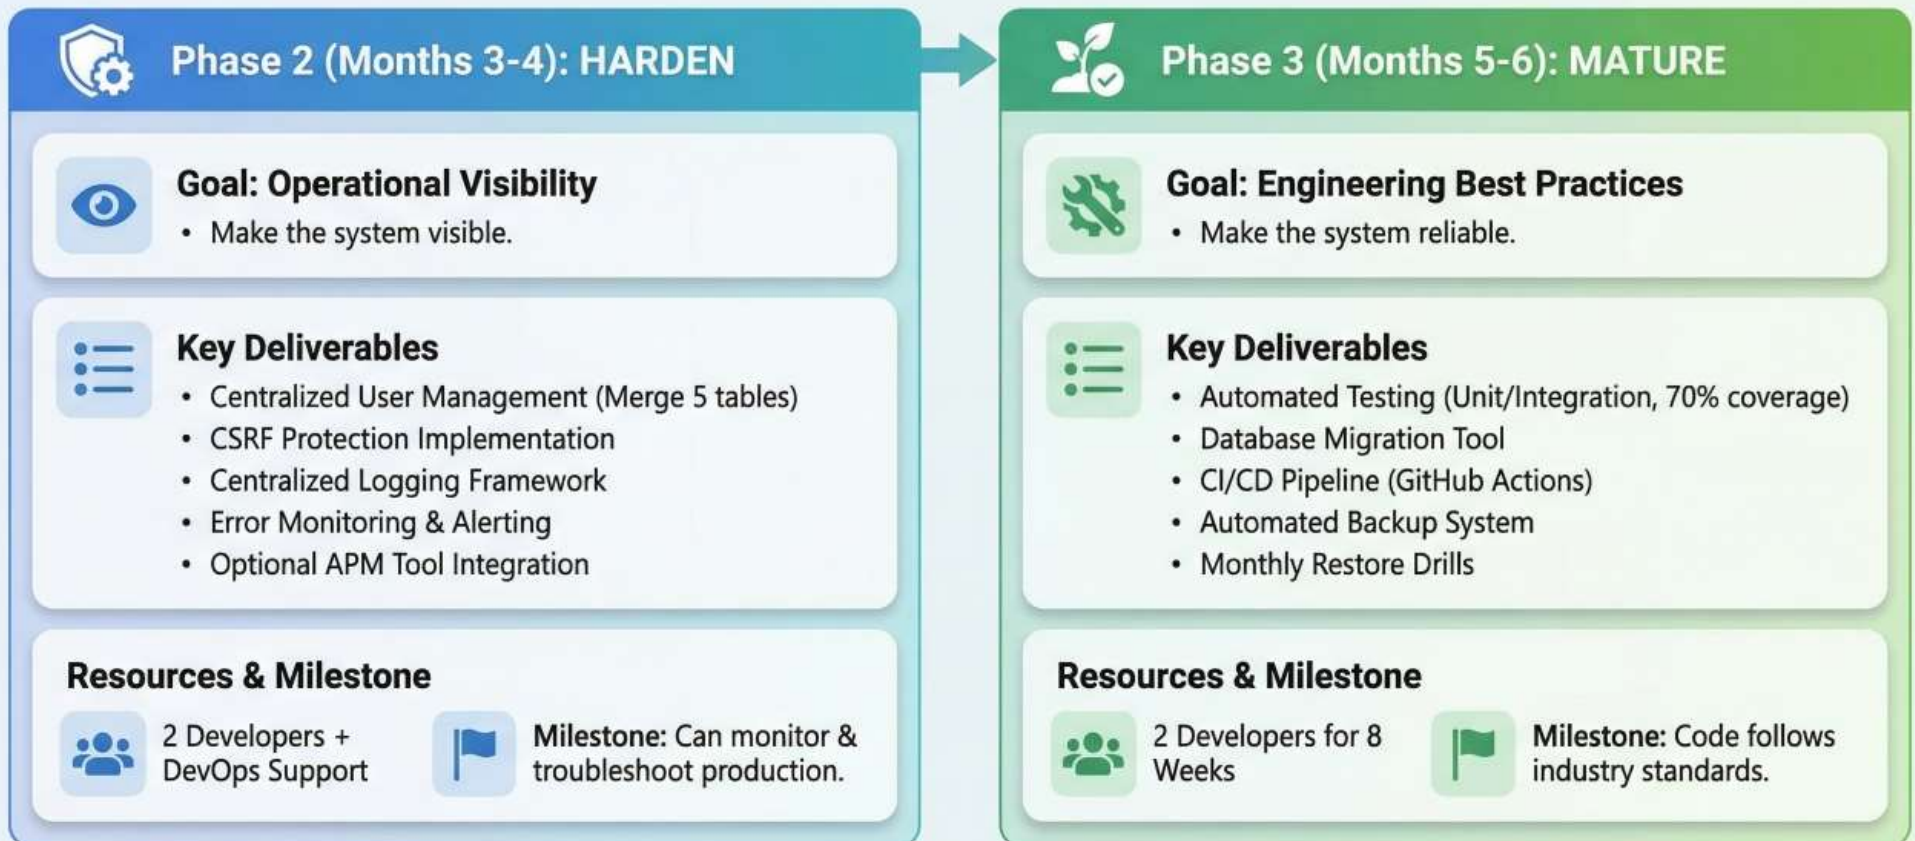 Phase 2 (Months 3-4): HARDEN
Goal: Operational Visibility
• Make the system visible.
Key Deliverables
• Centralized User Management (Merge 5 tables)
• CSRF Protection Implementation
• Centralized Logging Framework
• Error Monitoring & Alerting
• Optional APM Tool Integration
Resources & Milestone
2 Developers +
DevOps Support
Milestone: Can monitor &
troubleshoot production.
Phase 3 (Months 5-6): MATURE
Goal: Engineering Best Practices
• Make the system reliable.
Key Deliverables
• Automated Testing (Unit/Integration, 70% coverage)
• Database Migration Tool
• CI/CD Pipeline (GitHub Actions)
• Automated Backup System
• Monthly Restore Drills
Resources & Milestone
2 Developers for 8
Weeks
Milestone: Code follows
industry standards.